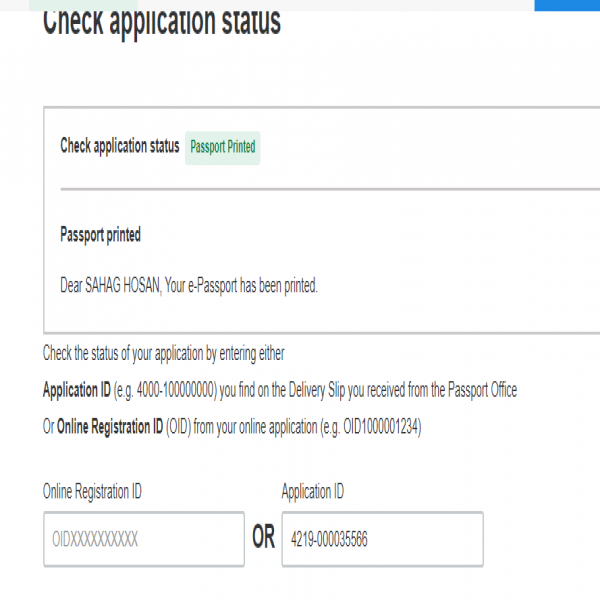 Check application status
Check application status Passport Printed
Passport printed
Dear SAHAG HOSAN, Your e-Passport has been printed.
Check the status of your application by entering either
Application ID (e.g. 4000-100000000) you find on the Delivery Slip you received from the Passport Office
Or Online Registration ID (OID) from your online application (e.g. OID1000001234)
Online Registration ID Application ID
OIDXXXXXXXXXX OR 4219-000035566